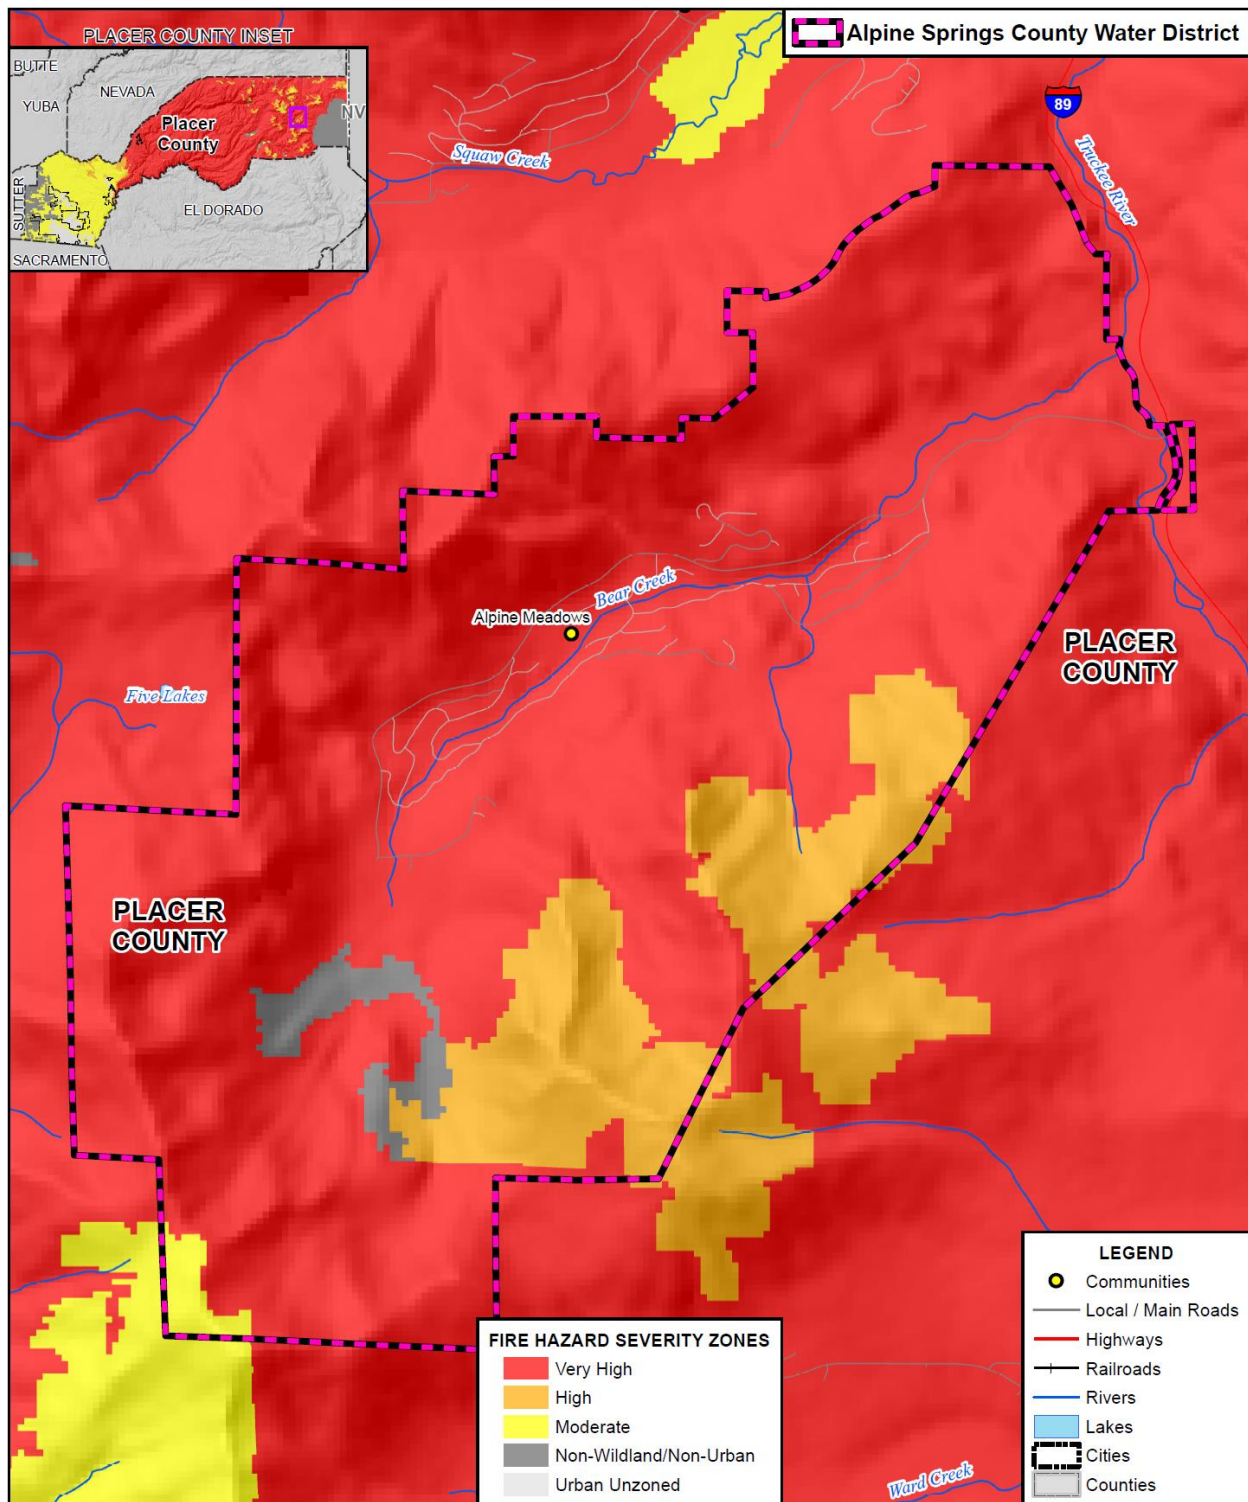 PLACER COUNTY INSET
BUTTE
YUBA
NEVADA
Placer
County
NV
SUTTER
EL DORADO
SACRAMENTO
Alpine Springs County Water District
89
Squaw Creek
Truckee River
Bear Creek
Alpine Meadows
PLACER
COUNTY
Five Lakes
PLACER
COUNTY
FIRE HAZARD SEVERITY ZONES
Very High
High
Moderate
Non-Wildland/Non-Urban
Urban Unzoned
LEGEND
Communities
Local / Main Roads
Highways
Railroads
Rivers
Lakes
Cities
Counties
Ward Creek